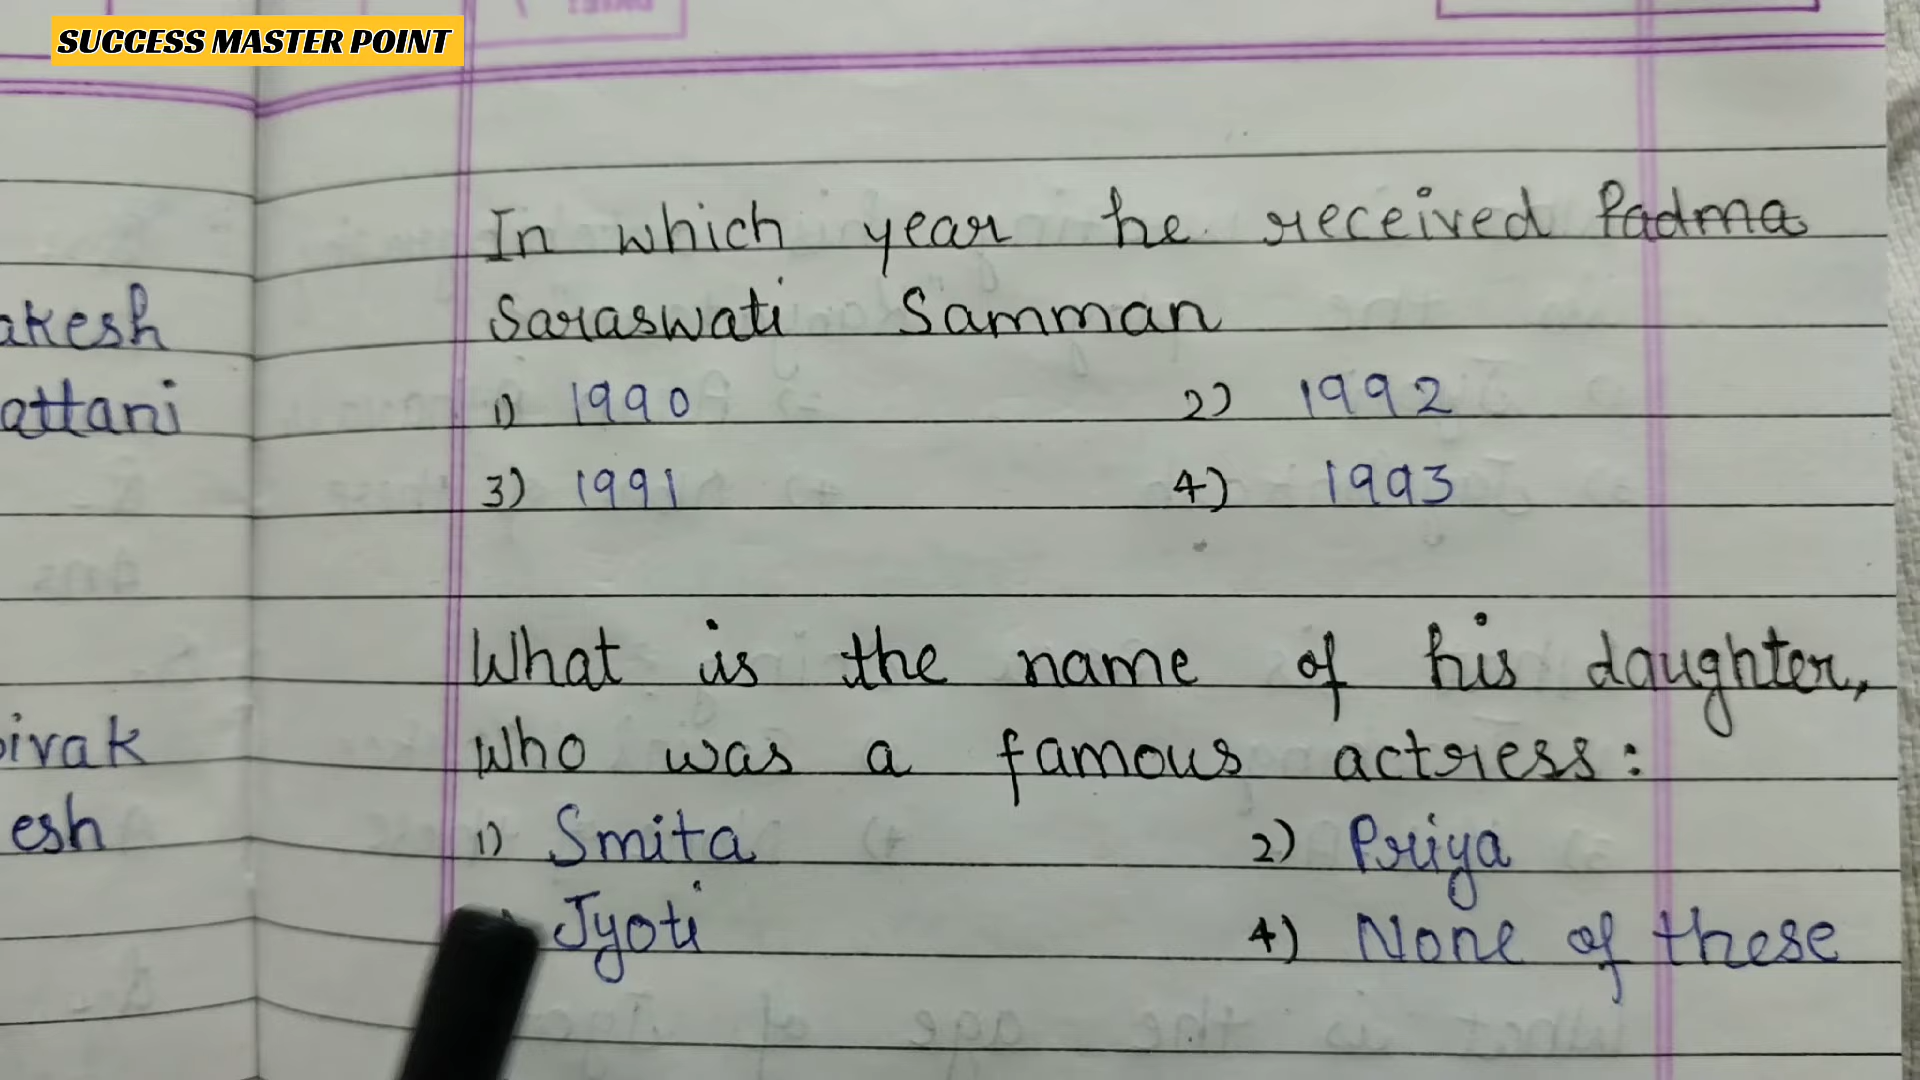 SUCCESS MASTER POINT
In which year he received Padma
Saraswati Samman
1) 1990 2) 1992
3) 1991 4) 1993
What is the name of his daughter,
who was a famous actress:
1) Smita 2) Priya
Jyoti 4) None of these
akesh
attani
ivak
esh